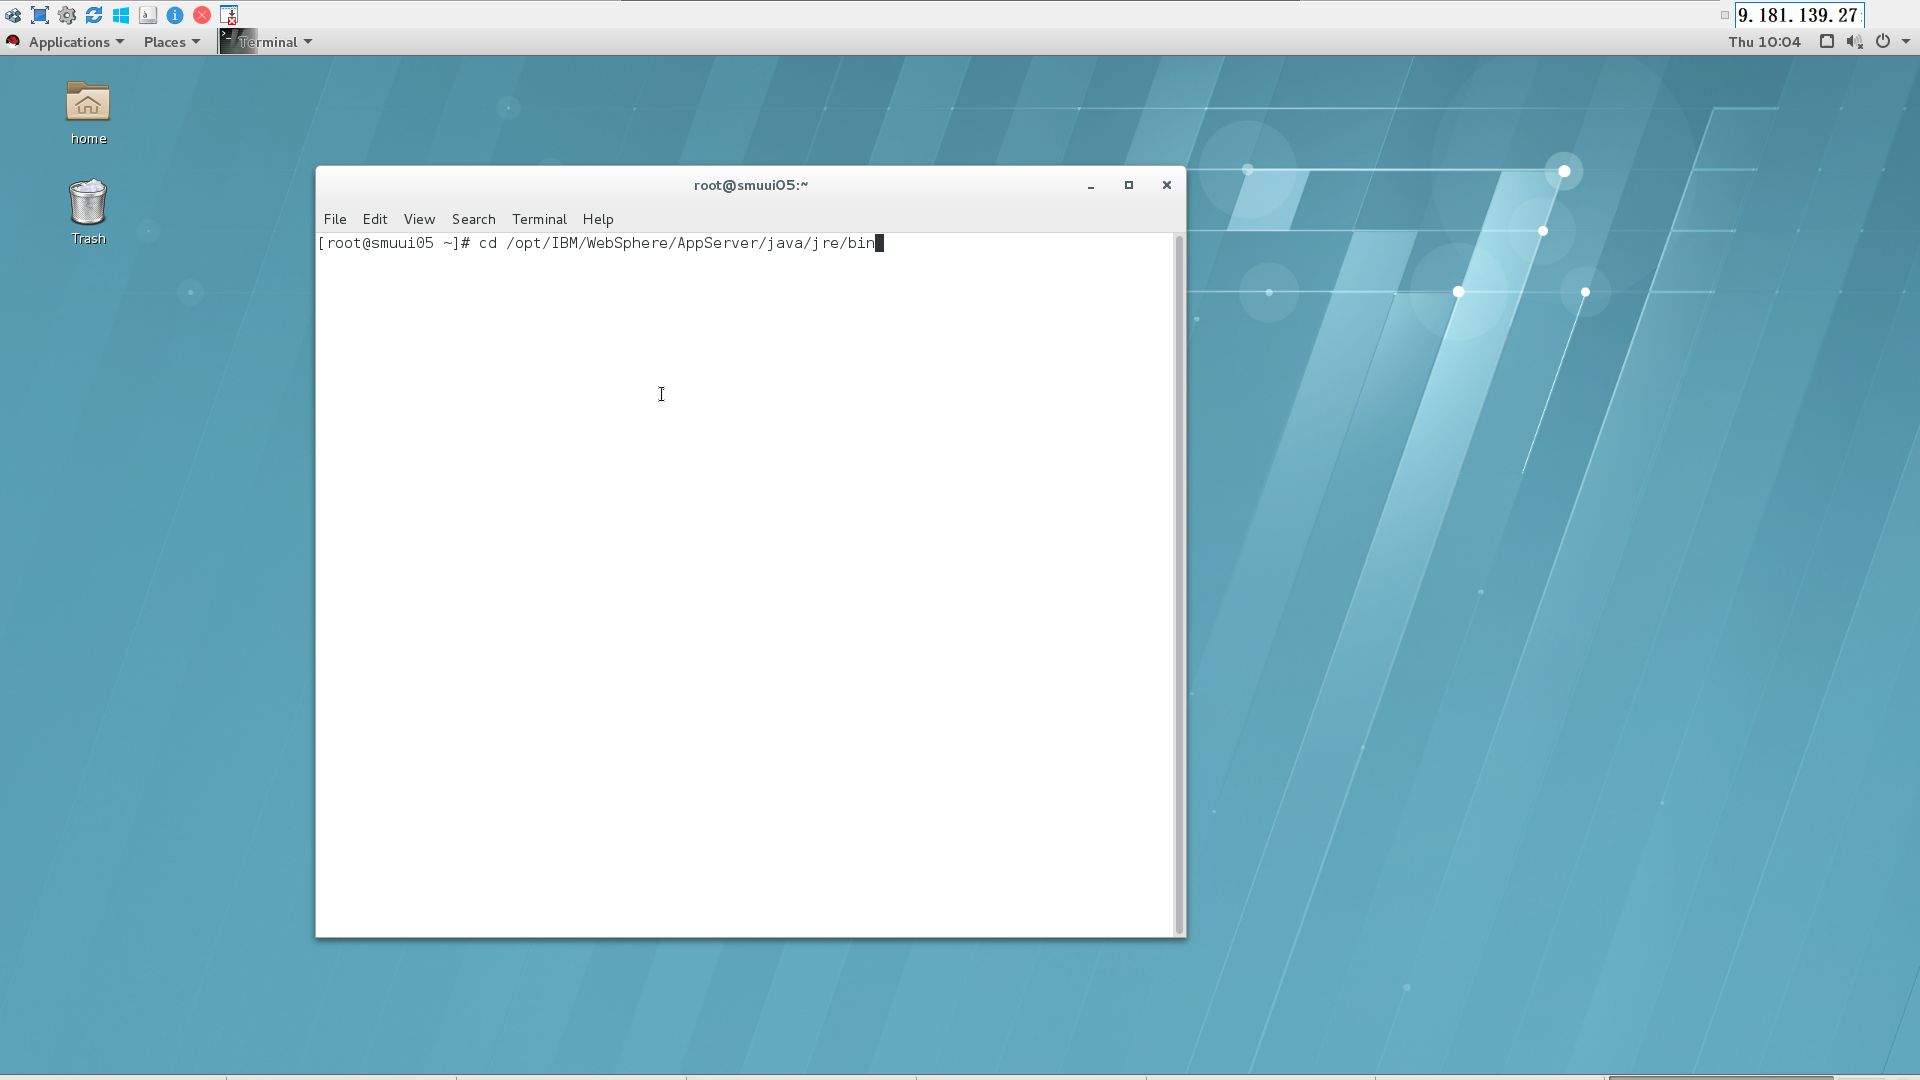 9.181.139.27
Applications Places Terminal Thu 10:04
home
Trash
root@smuui05:~
File Edit View Search Terminal Help
[root@smuui05 ~]# cd /opt/IBM/WebSphere/AppServer/java/jre/bin